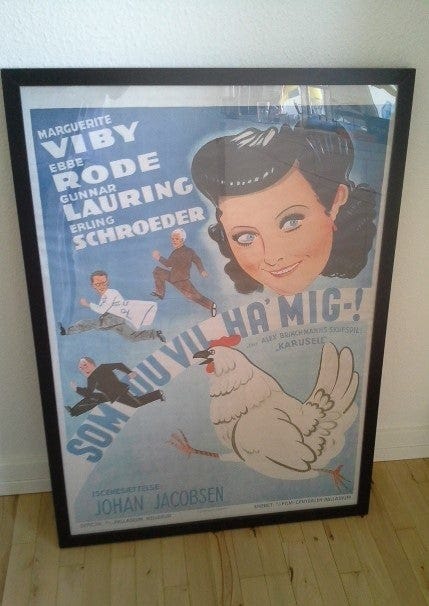 MARGUERITE
VIBY
EBBE
RODE
GUNNAR
LAURING
ERLING
SCHROEDER
SOM DU VIL HA' MIG-!
"KARUSEL"
ISCENESÆTTELSE
JOHAN JACOBSEN